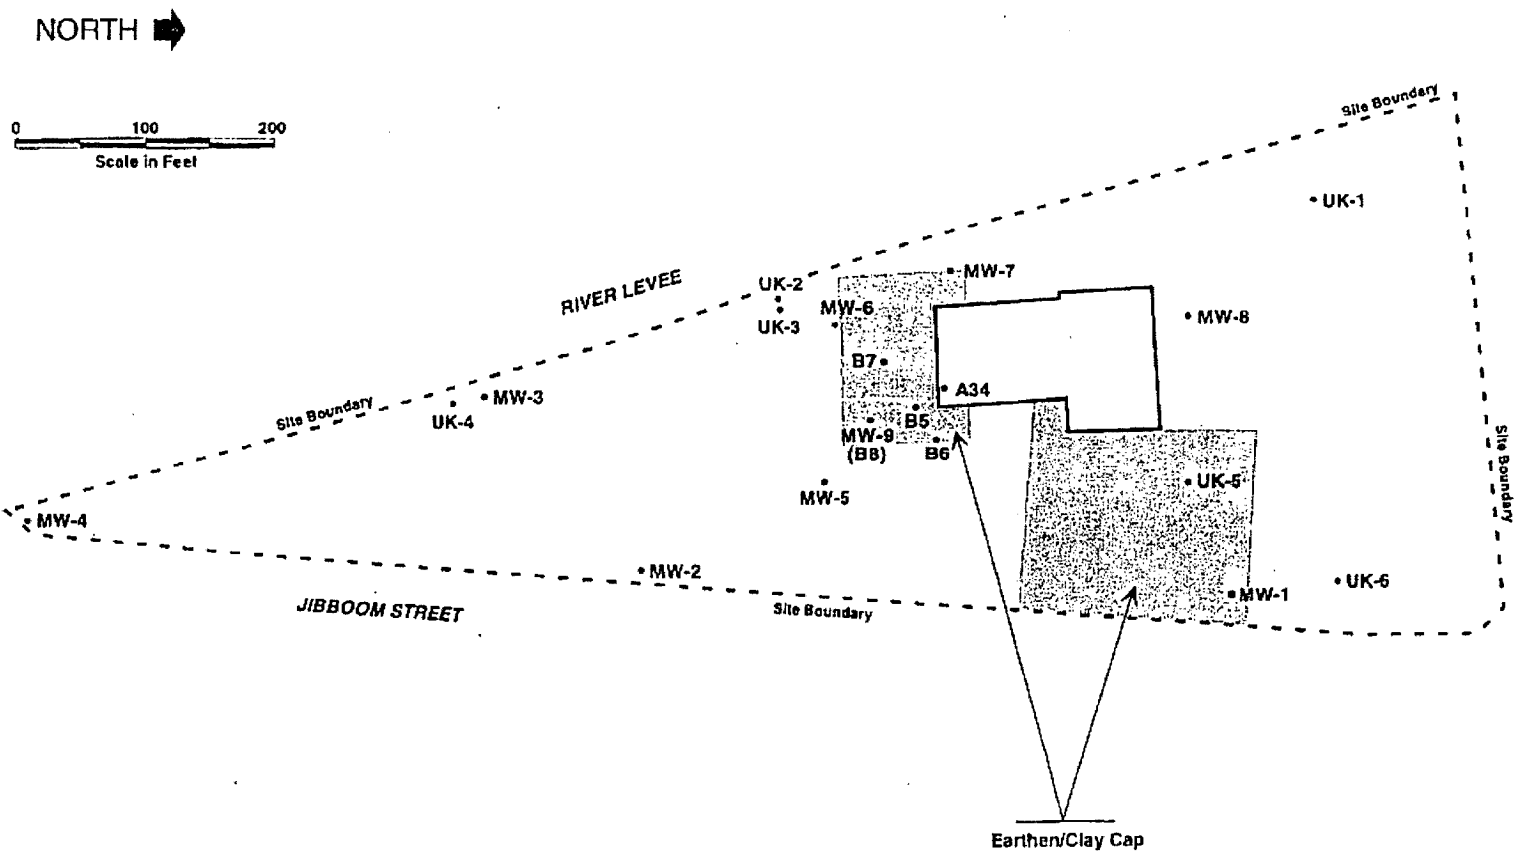 NORTH
0 100 200
Scale in Feet
Site Boundary
UK-1
RIVER LEVEE
UK-2
MW-7
MW-6
UK-3
MW-8
B7
A34
Site Boundary
MW-3
UK-4
B5
MW-9
(B8)
B6
Site Boundary
UK-5
MW-5
MW-4
MW-2
UK-6
MW-1
JIBBOOM STREET
Site Boundary
Earthen/Clay Cap